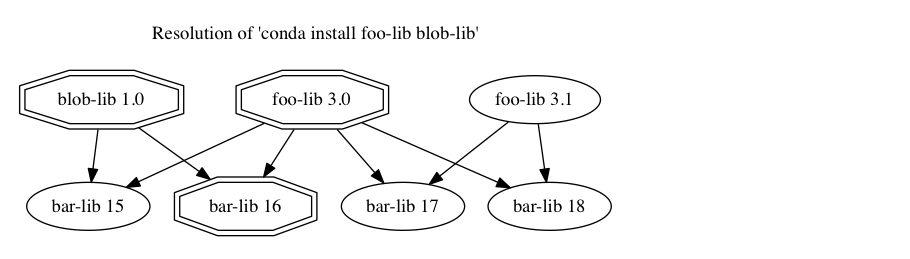 Resolution of 'conda install foo-lib blob-lib'
blob-lib 1.0
foo-lib 3.0
foo-lib 3.1
bar-lib 15
bar-lib 16
bar-lib 17
bar-lib 18